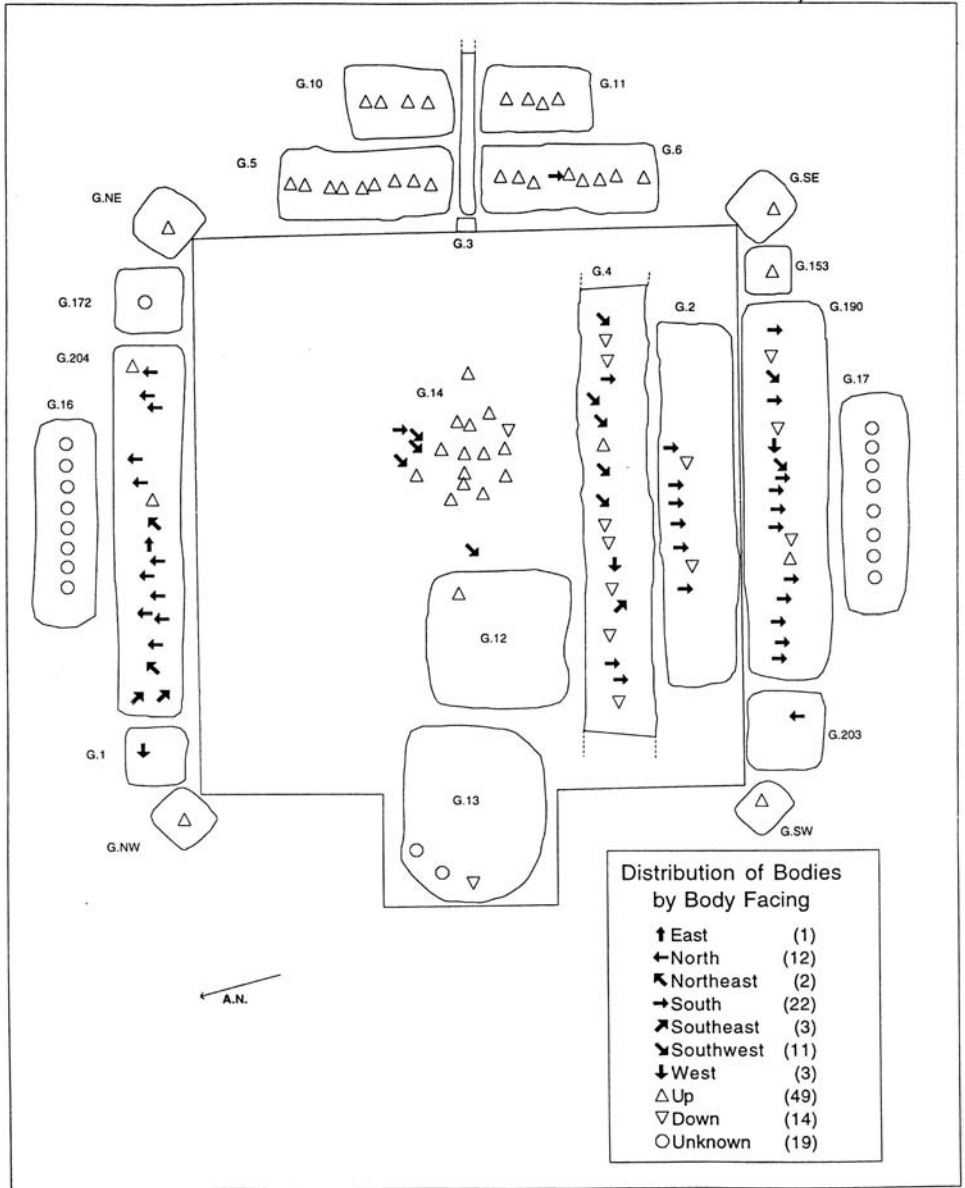 G.10
G.11
G.5
G.6
G.NE
G.SE
G.3
G.153
G.172
G.4
G.190
G.2
G.204
G.14
G.17
G.16
G.12
G.1
G.203
G.13
G.NW
G.SW
Distribution of Bodies
by Body Facing
East (1)
North (12)
Northeast (2)
South (22)
Southeast (3)
Southwest (11)
West (3)
Up (49)
Down (14)
Unknown (19)
A.N.